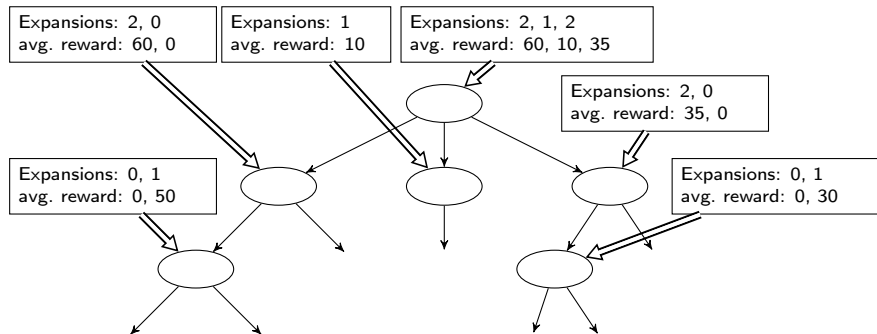 Expansions: 2, 0
avg. reward: 60, 0
Expansions: 1
avg. reward: 10
Expansions: 2, 1, 2
avg. reward: 60, 10, 35
Expansions: 2, 0
avg. reward: 35, 0
Expansions: 0, 1
avg. reward: 0, 50
Expansions: 0, 1
avg. reward: 0, 30